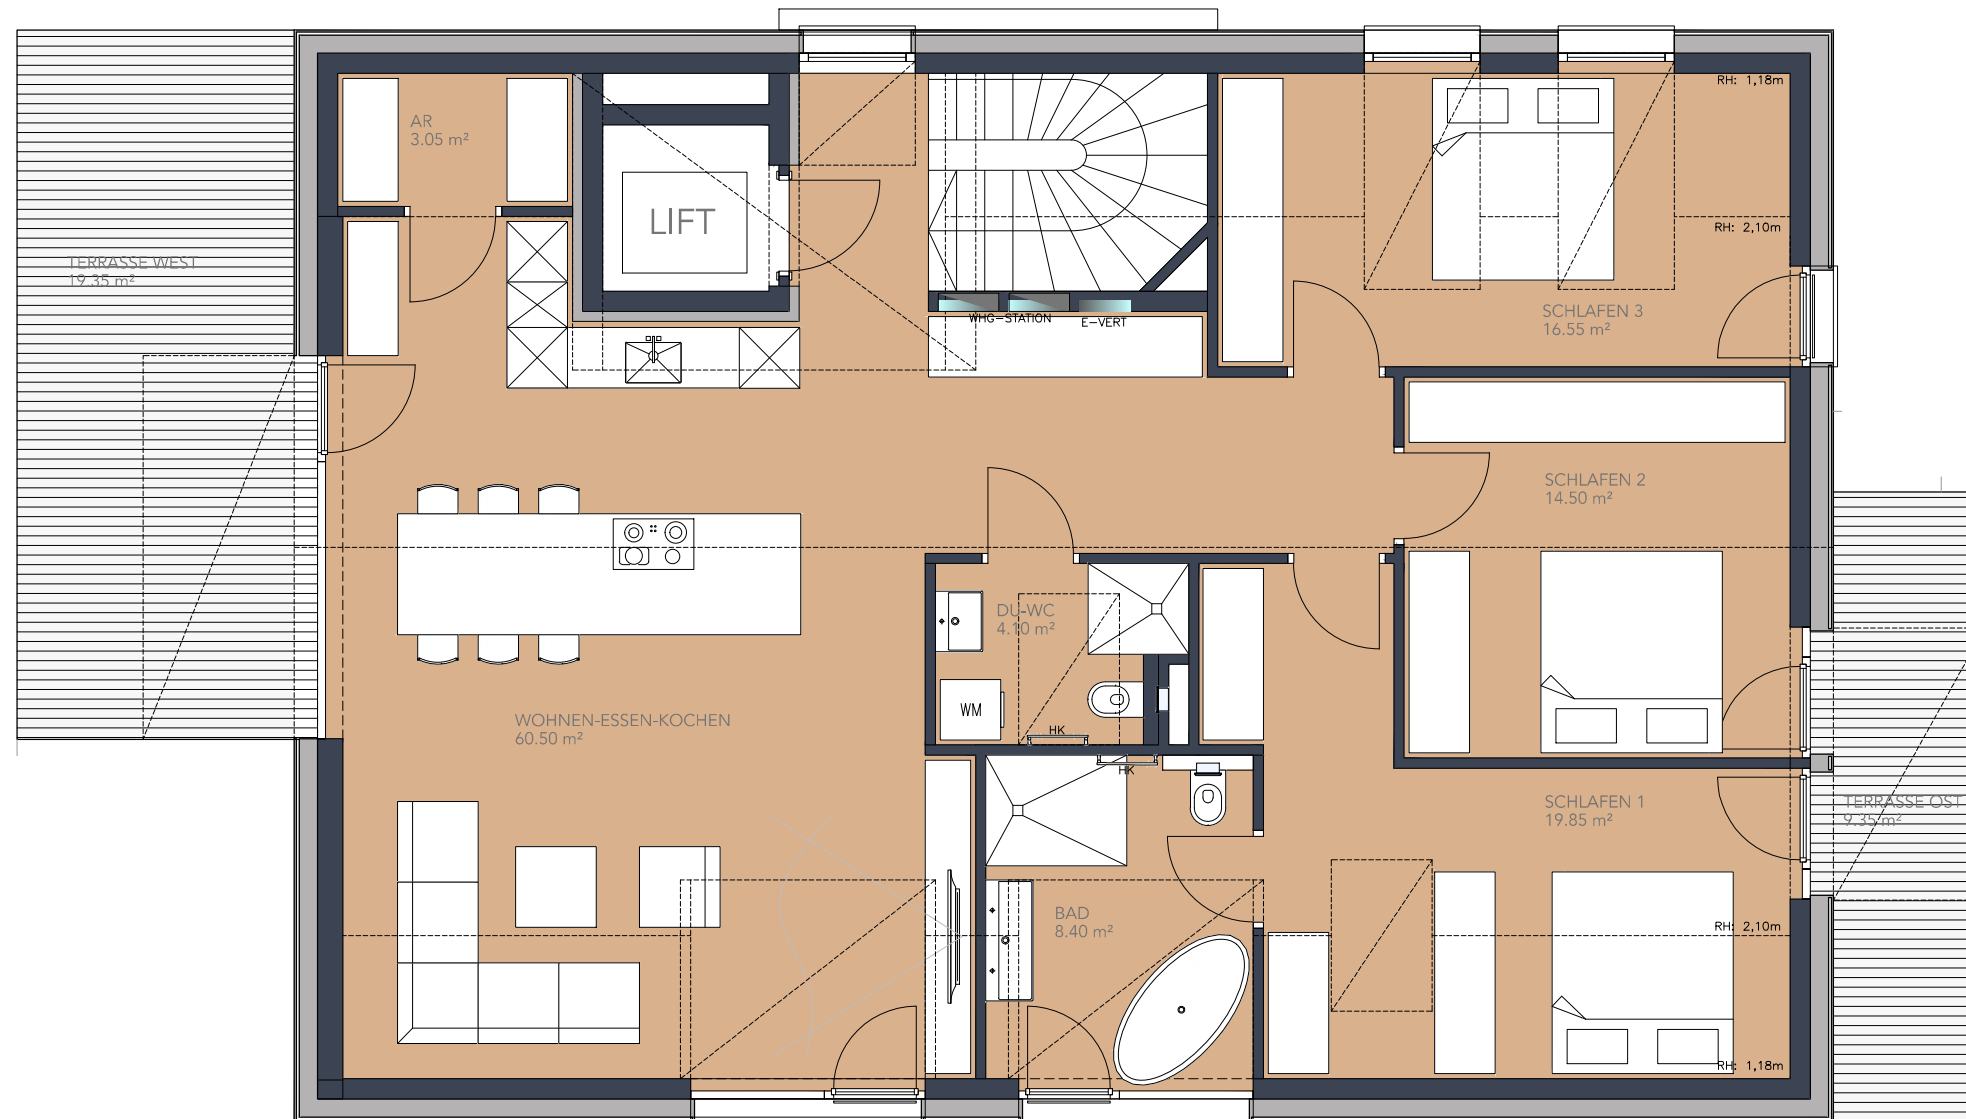 RH: 1,18m
AR
3.05 m²
LIFT
RH: 2,10m
TERRASSE WEST
19.35 m²
SCHLAFEN 3
16.55 m²
WHG-STATION
E-VERT
SCHLAFEN 2
14.50 m²
DU-WC
4.10 m²
WM
HK
WOHNEN-ESSEN-KOCHEN
60.50 m²
HK
SCHLAFEN 1
19.85 m²
TERRASSE OST
9.35 m²
BAD
8.40 m²
RH: 2,10m
RH: 1,18m